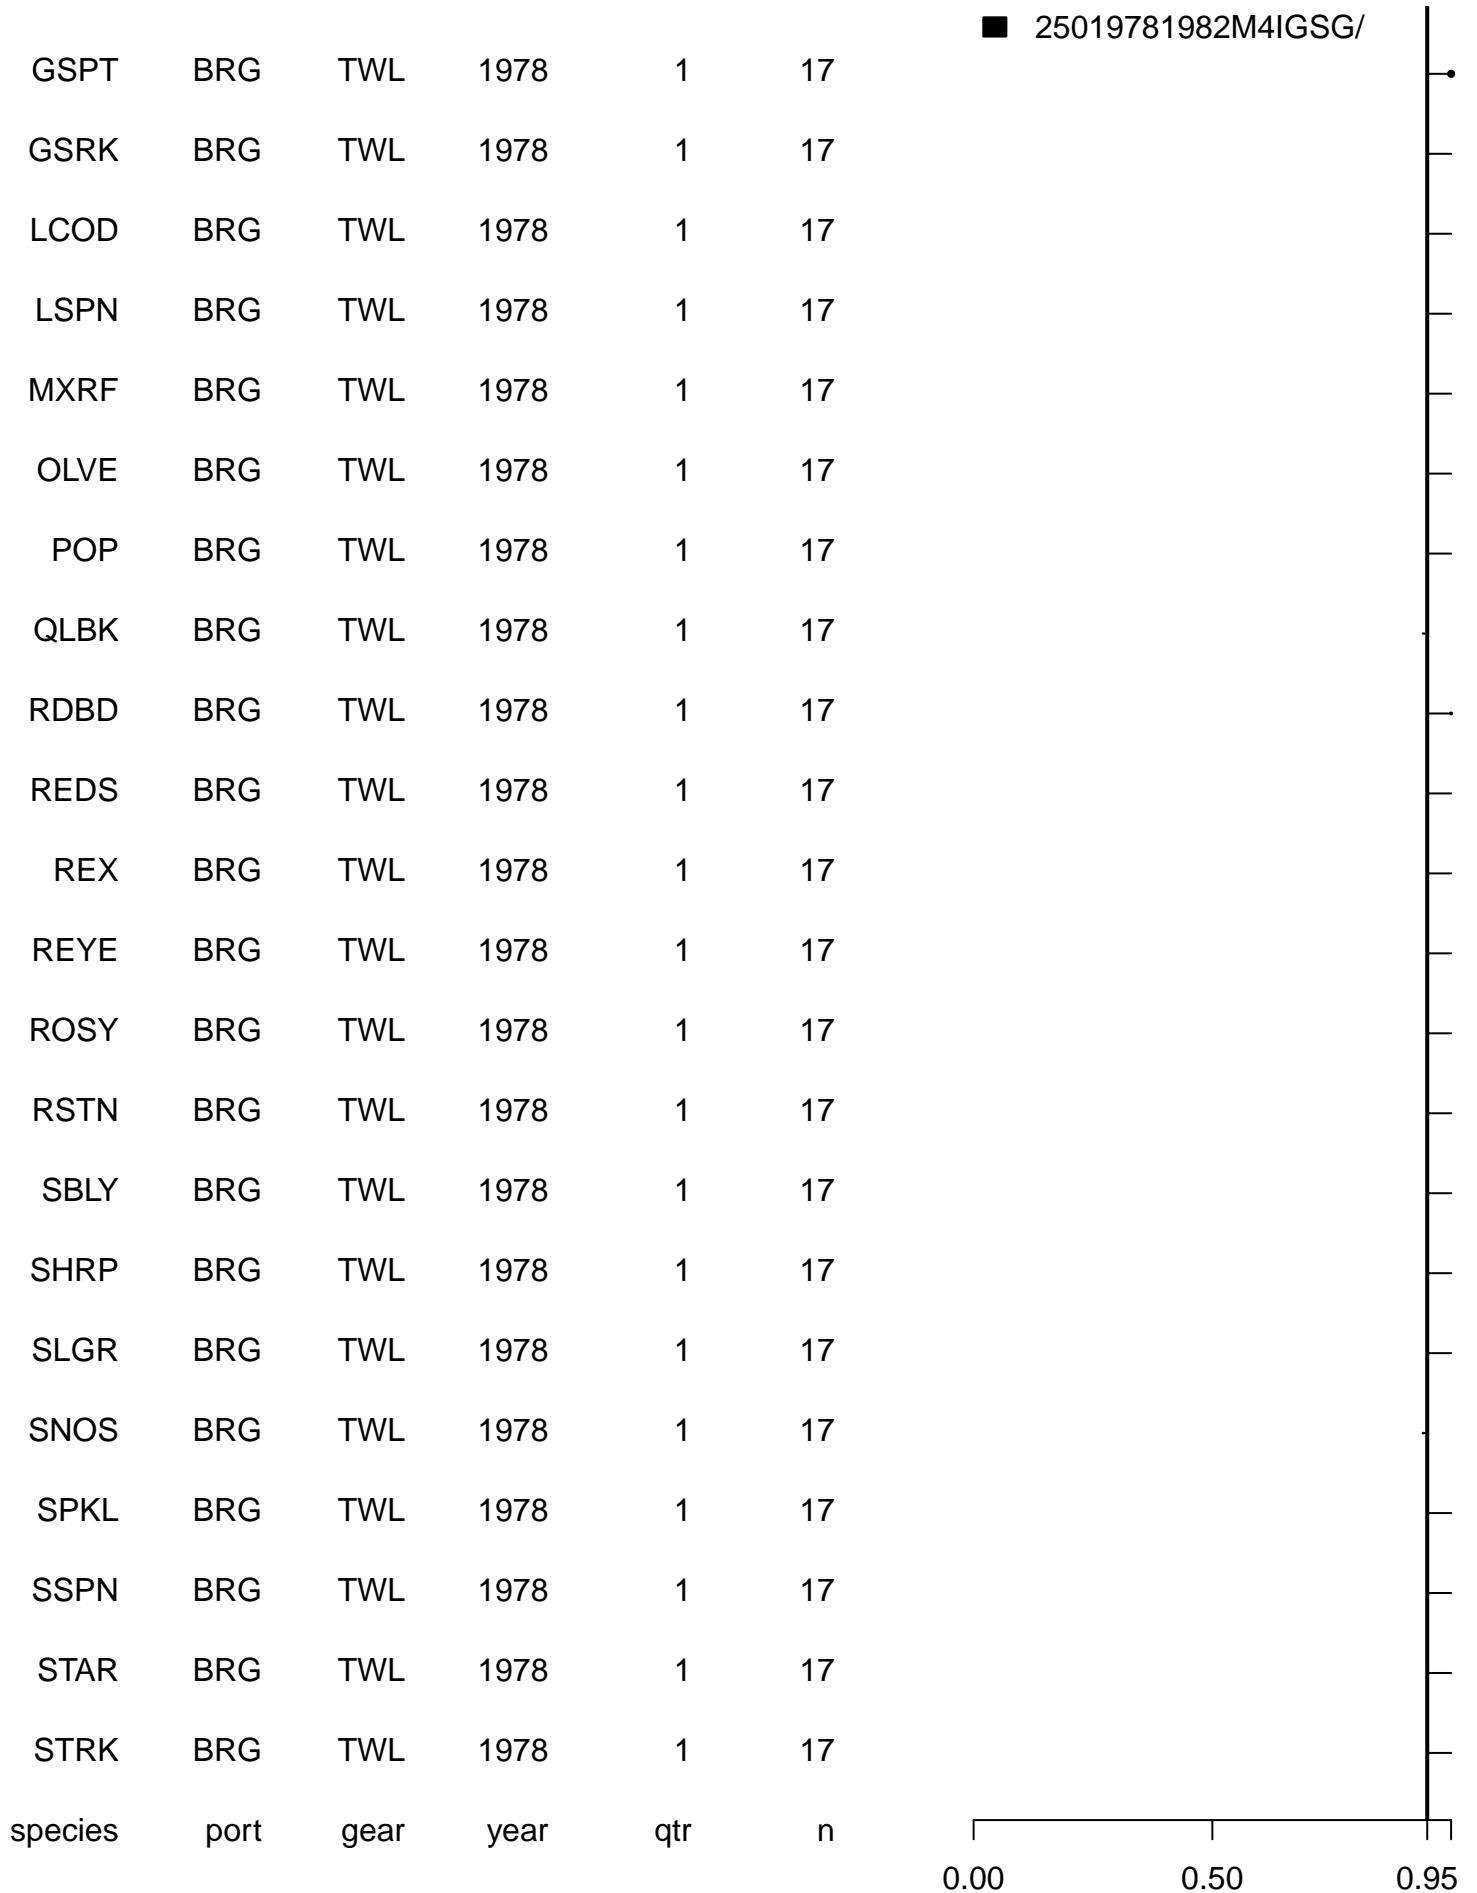 25019781982M4IGSG/
GSPT BRG TWL 1978 1 17
GSRK BRG TWL 1978 1 17
LCOD BRG TWL 1978 1 17
LSPN BRG TWL 1978 1 17
MXRF BRG TWL 1978 1 17
OLVE BRG TWL 1978 1 17
POP BRG TWL 1978 1 17
QLBK BRG TWL 1978 1 17
RDBD BRG TWL 1978 1 17
REDS BRG TWL 1978 1 17
REX BRG TWL 1978 1 17
REYE BRG TWL 1978 1 17
ROSY BRG TWL 1978 1 17
RSTN BRG TWL 1978 1 17
SBLY BRG TWL 1978 1 17
SHRP BRG TWL 1978 1 17
SLGR BRG TWL 1978 1 17
SNOS BRG TWL 1978 1 17
SPKL BRG TWL 1978 1 17
SSPN BRG TWL 1978 1 17
STAR BRG TWL 1978 1 17
STRK BRG TWL 1978 1 17
species port gear year qtr n
0.00 0.50 0.95